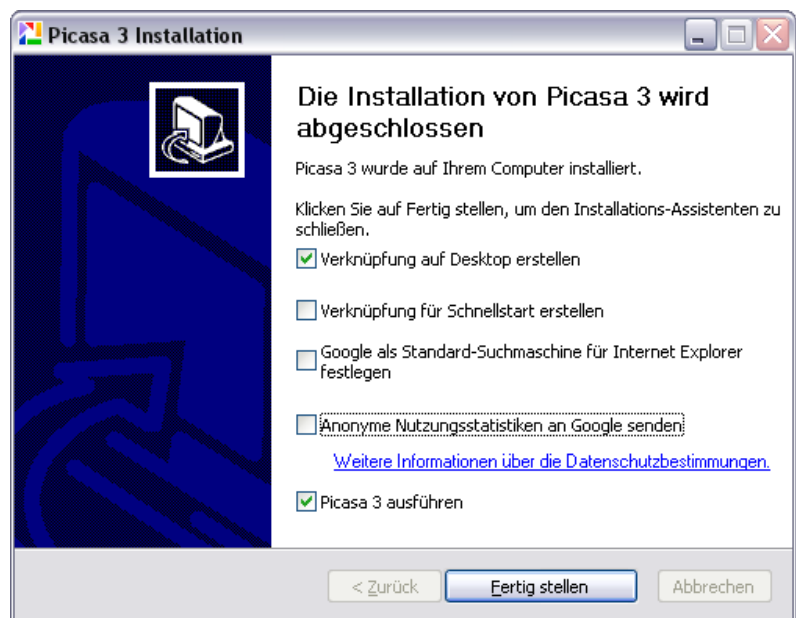 Picasa 3 Installation
Die Installation von Picasa 3 wird
abgeschlossen
Picasa 3 wurde auf Ihrem Computer installiert.
Klicken Sie auf Fertig stellen, um den Installations-Assistenten zu
schließen.
Verknüpfung auf Desktop erstellen
Verknüpfung für Schnellstart erstellen
Google als Standard-Suchmaschine für Internet Explorer
festlegen
Anonyme Nutzungsstatistiken an Google senden
Weitere Informationen über die Datenschutzbestimmungen.
Picasa 3 ausführen
< Zurück Fertig stellen Abbrechen